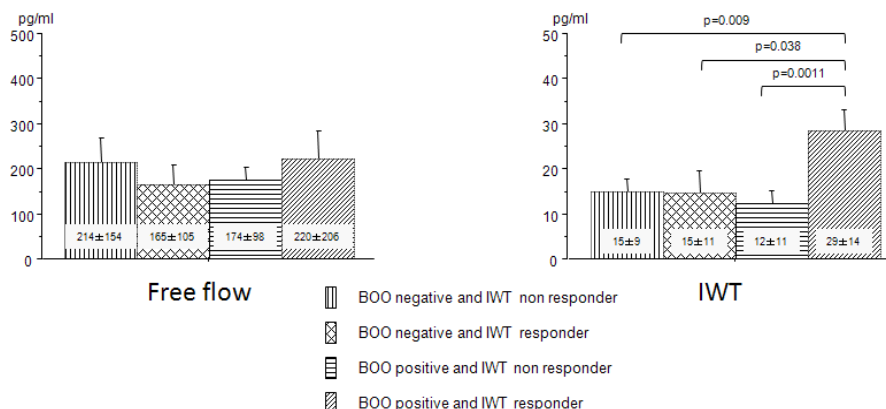 pg/ml
500
400
300
200
100
0
214±154
165±105
174±98
220±206
Free flow
pg/ml
50
40
30
20
10
0
p=0.009
p=0.038
p=0.0011
15±9
15±11
12±11
29±14
IWT
BOO negative and IWT non responder
BOO negative and IWT responder
BOO positive and IWT non responder
BOO positive and IWT responder